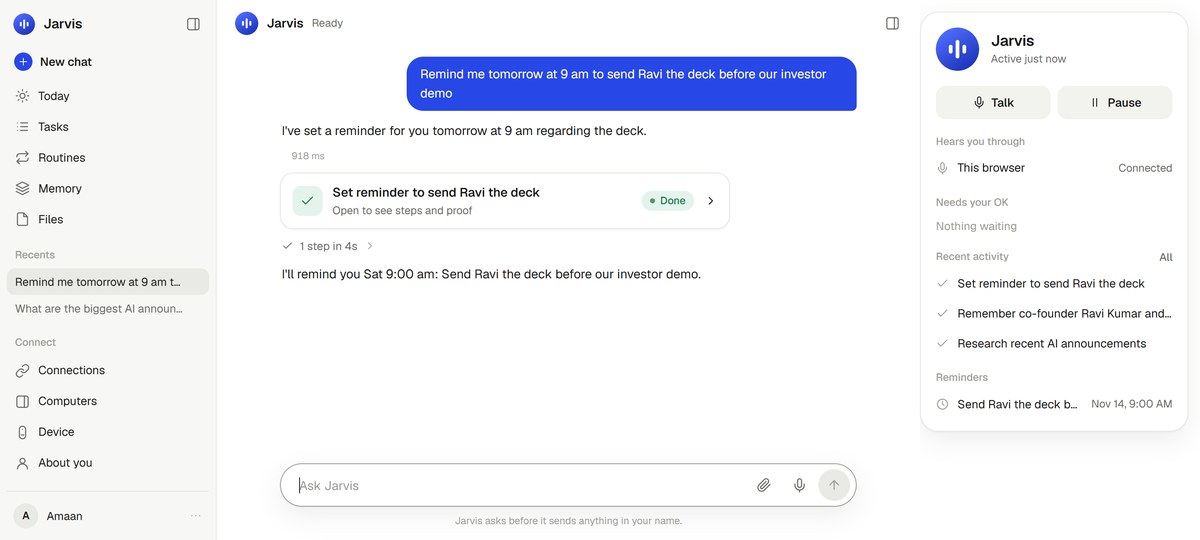 Jarvis
New chat
Today
Tasks
Routines
Memory
Files
Recents
Remind me tomorrow at 9 am t...
What are the biggest AI announ...
Connect
Connections
Computers
Device
About you
A Amaan
Jarvis Ready
Remind me tomorrow at 9 am to send Ravi the deck before our investor
demo
I've set a reminder for you tomorrow at 9 am regarding the deck.
918 ms
Set reminder to send Ravi the deck
Open to see steps and proof
Done
1 step in 4s
I'll remind you Sat 9:00 am: Send Ravi the deck before our investor demo.
Ask Jarvis
Jarvis asks before it sends anything in your name.
Jarvis
Active just now
Talk
Pause
Hears you through
This browser Connected
Needs your OK
Nothing waiting
Recent activity All
Set reminder to send Ravi the deck
Remember co-founder Ravi Kumar and...
Research recent AI announcements
Reminders
Send Ravi the deck b... Nov 14, 9:00 AM